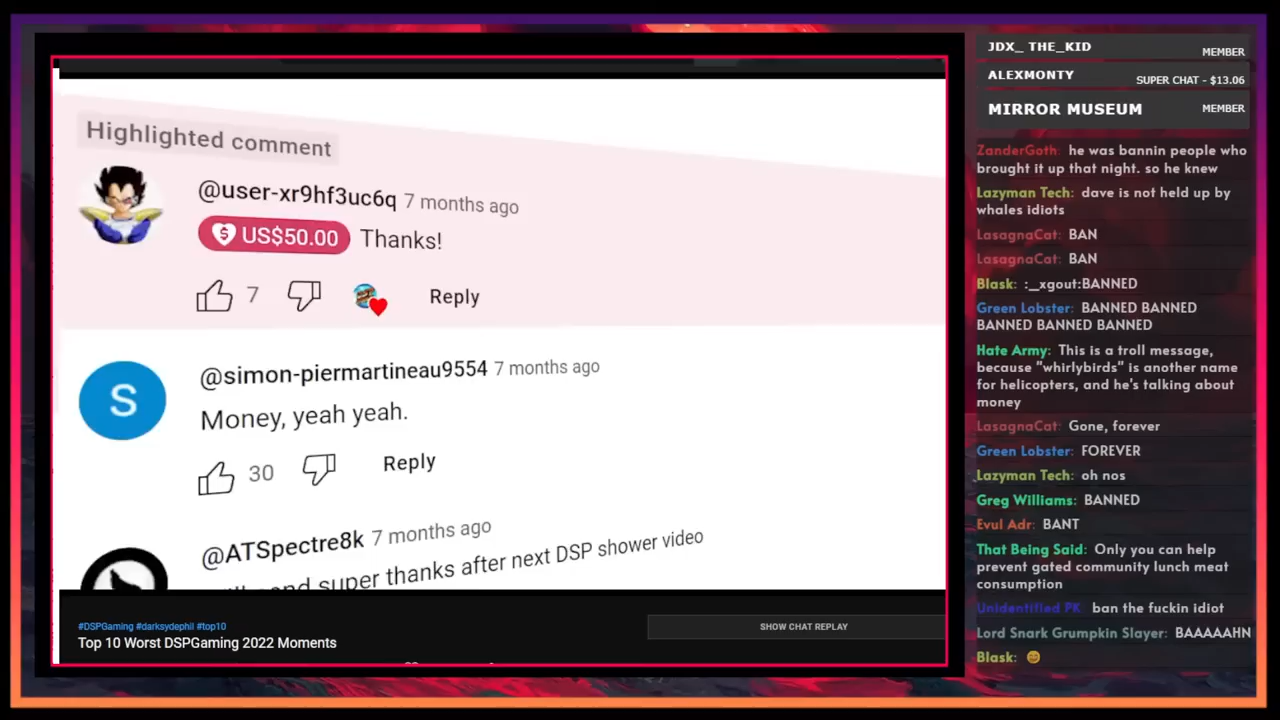 Highlighted comment
@user-xr9hf3uc6q 7 months ago
$ US$50.00 Thanks!
7 Reply
S @simon-piermartineau9554 7 months ago
Money, yeah yeah.
30 Reply
@ATSpectre8k 7 months ago
super thanks after next DSP shower video
#DSPGaming #darksydephil #top10
Top 10 Worst DSPGaming 2022 Moments
SHOW CHAT REPLAY
JDX_ THE_KID MEMBER
ALEXMONTY SUPER CHAT - $13.06
MIRROR MUSEUM MEMBER
ZanderGoth: he was bannin people who
brought it up that night. so he knew
Lazyman Tech: dave is not held up by
whales idiots
LasagnaCat: BAN
LasagnaCat: BAN
Blask: :_xgout:BANNED
Green Lobster: BANNED BANNED
BANNED BANNED BANNED
Hate Army: This is a troll message,
because "whirlybirds" is another name
for helicopters, and he's talking about
money
LasagnaCat: Gone, forever
Green Lobster: FOREVER
Lazyman Tech: oh nos
Greg Williams: BANNED
Evul Adr: BANT
That Being Said: Only you can help
prevent gated community lunch meat
consumption
Unidentified PK: ban the fuckin idiot
Lord Snark Grumpkin Slayer: BAAAAAHN
Blask: 😄